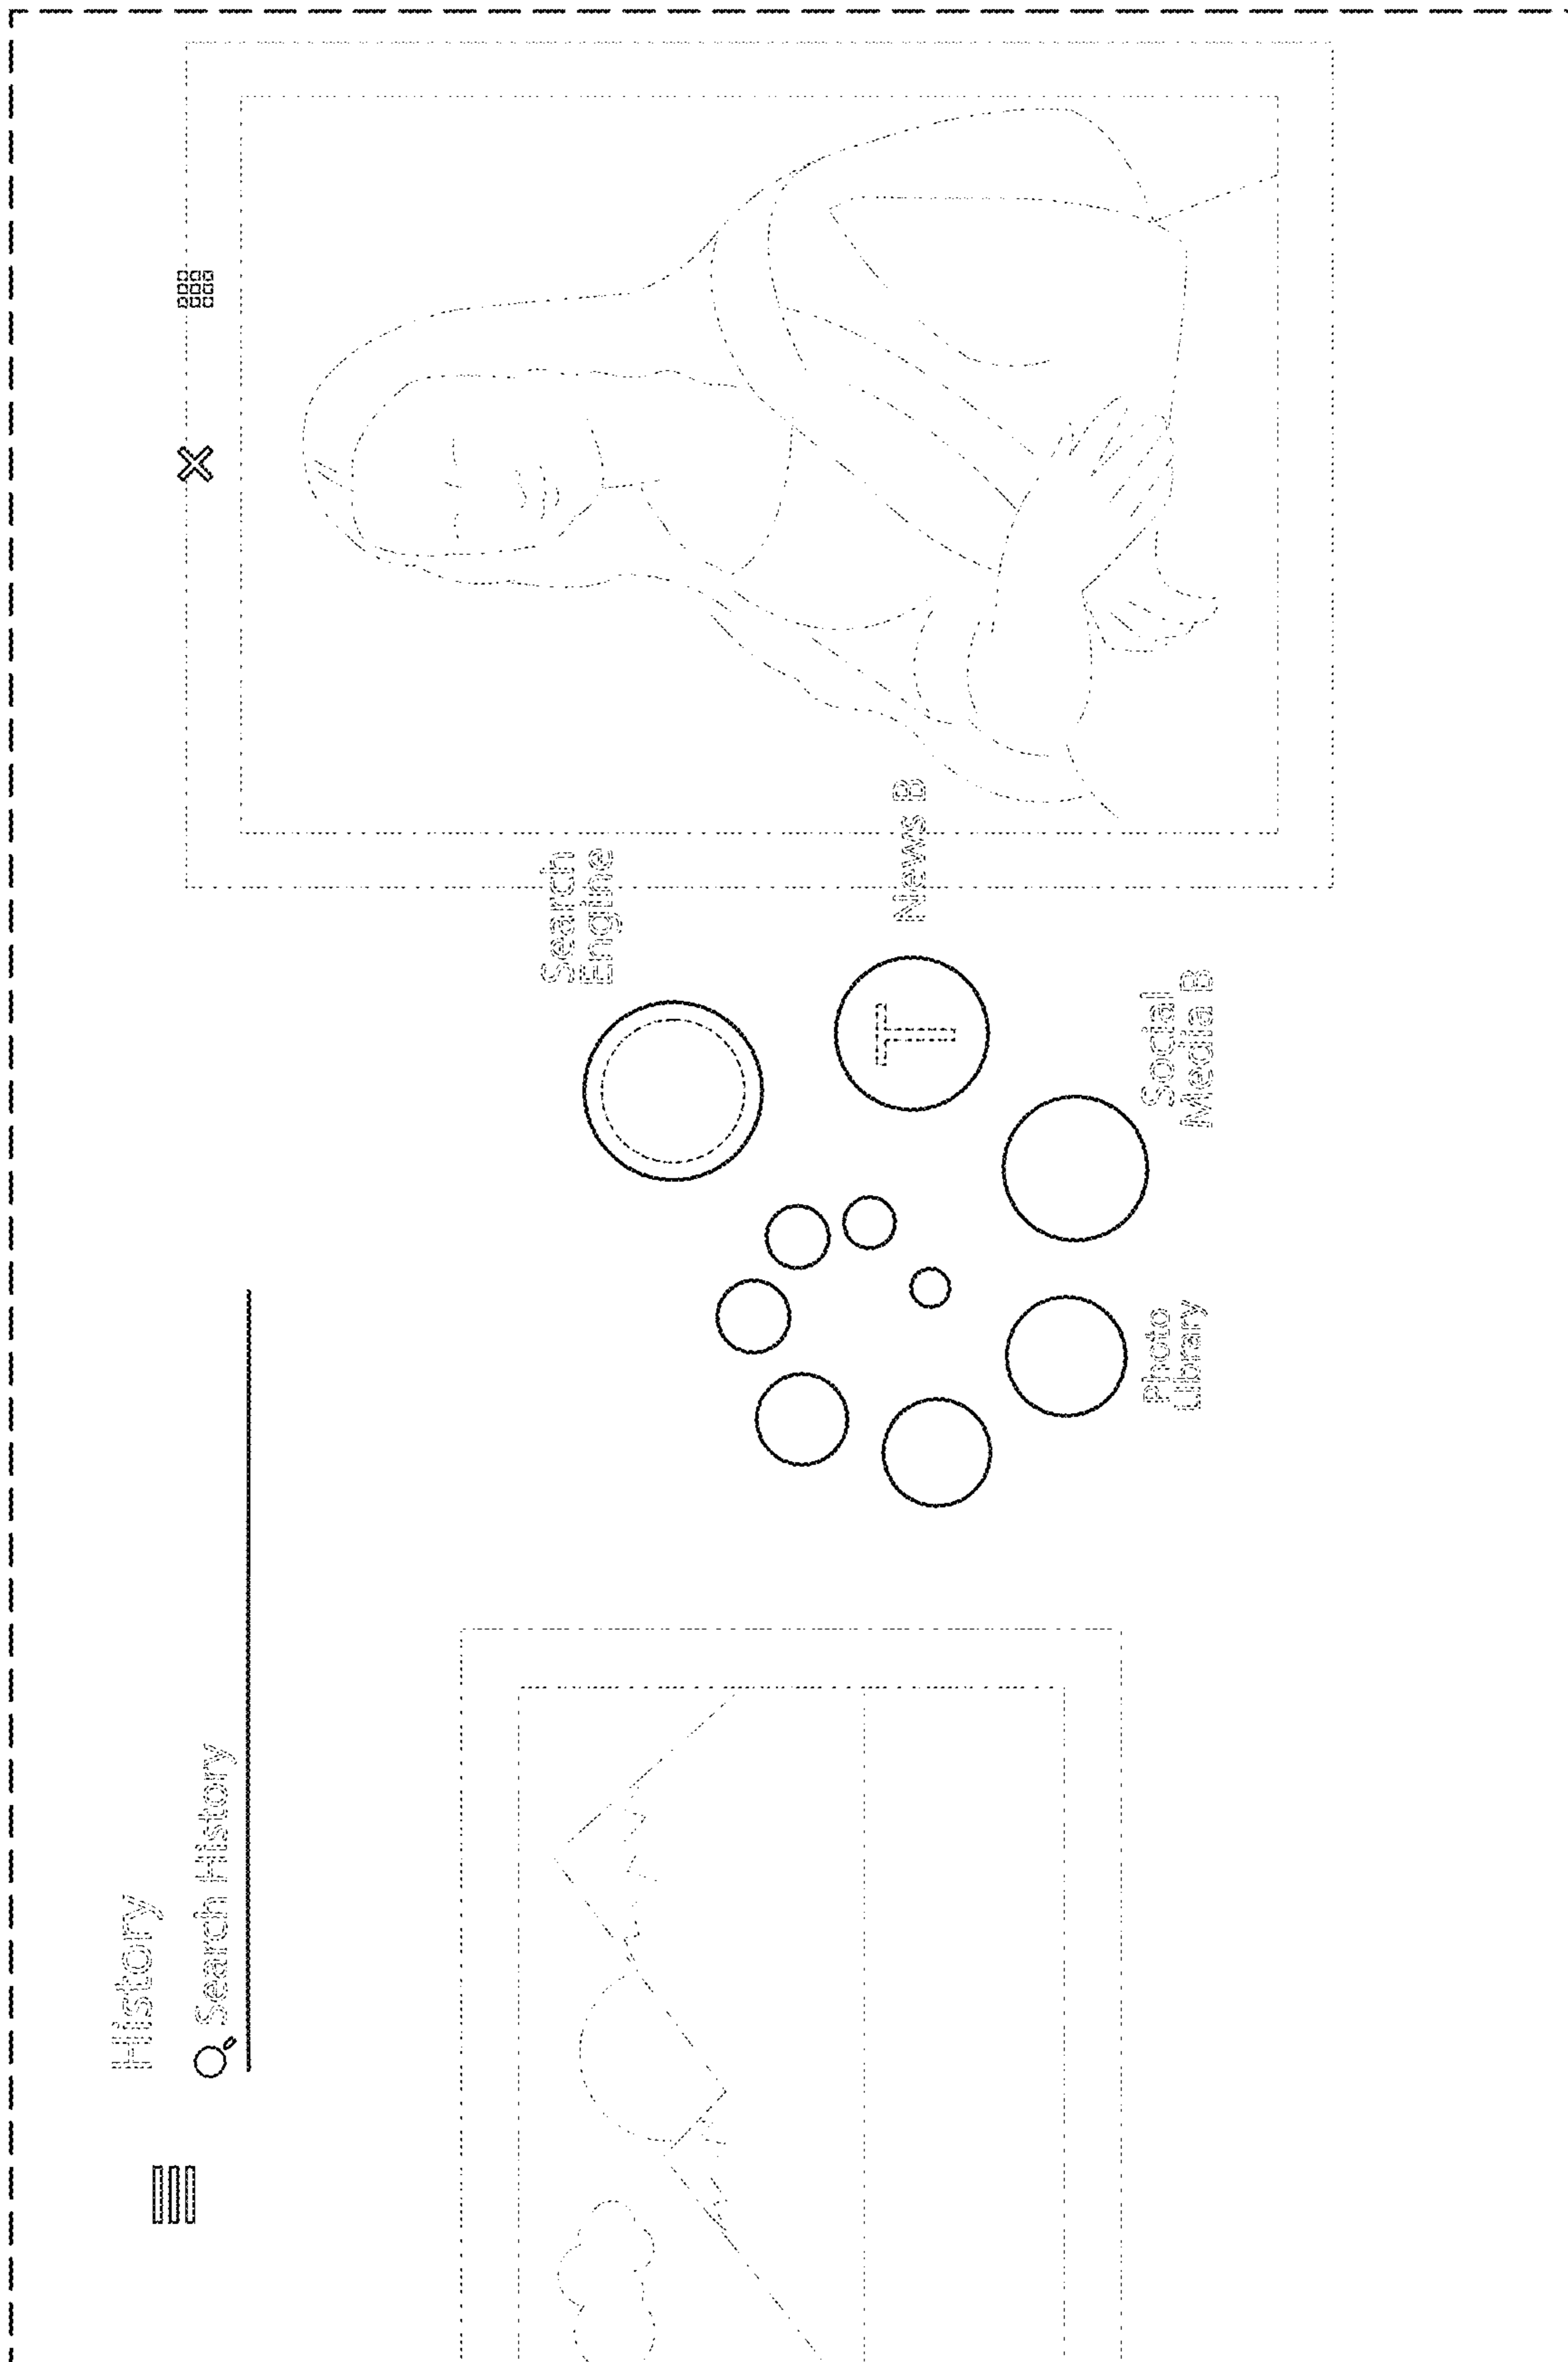 History
Search History
Search
Engine
News B
Social
Media B
Photo
Library
T